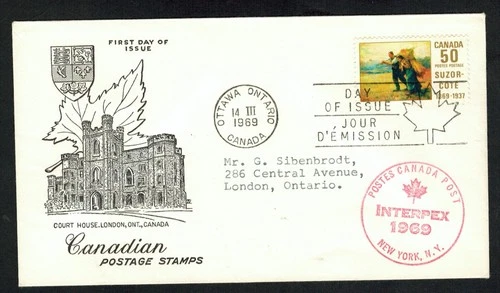 FIRST DAY OF
ISSUE
COURT HOUSE, LONDON, ONT., CANADA
Canadian
POSTAGE STAMPS
OTTAWA ONTARIO
14 III
1969
CANADA
DAY
OF ISSUE
JOUR
D'ÉMISSION
CANADA
50
POSTES POSTAGE
SUZOR-
COTÉ
1869-1937
Mr. G. Sibenbrodt,
286 Central Avenue,
London, Ontario.
POSTES CANADA POST
INTERPEX
1969
NEW YORK, N.Y.